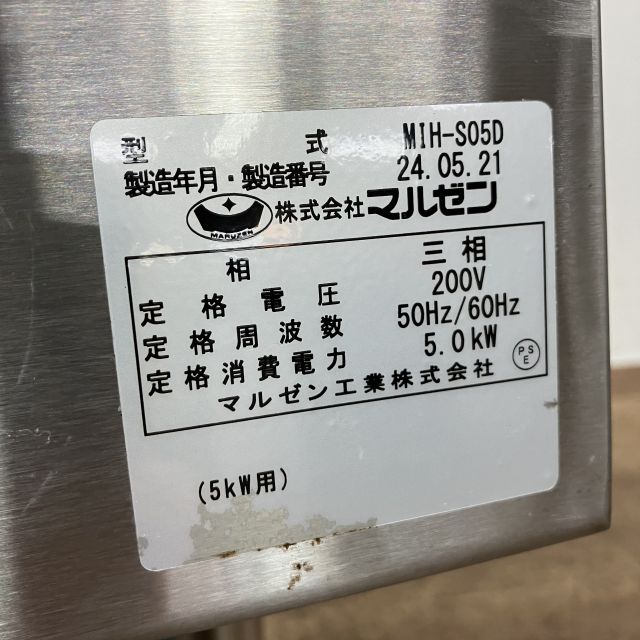 型式 MIH-S05D
製造年月・製造番号 24.05.21
MARUZEN 株式会社マルゼン
相 三相
定格電圧 200V
定格周波数 50Hz/60Hz
定格消費電力 5.0kW
PSE
マルゼン工業株式会社
(5kW用)